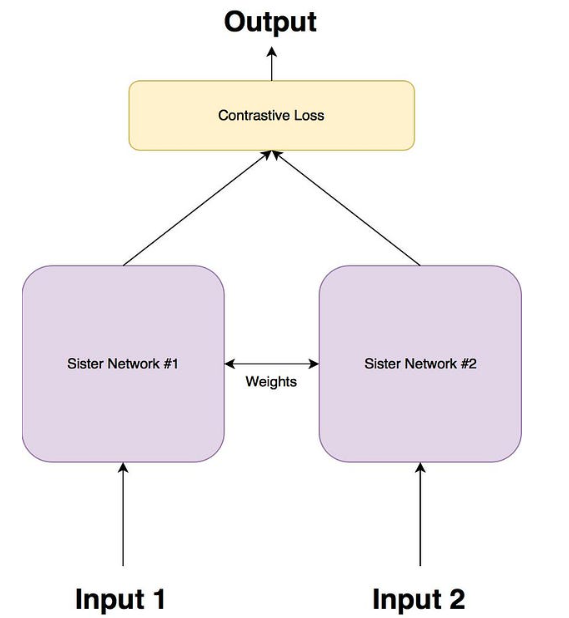 Output
Contrastive Loss
Sister Network #1
Sister Network #2
Weights
Input 1
Input 2